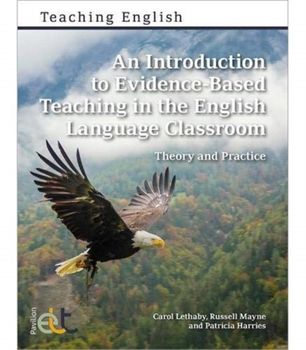 Teaching English
An Introduction
to Evidence-Based
Teaching in the English
Language Classroom
Theory and Practice
Carol Lethaby, Russell Mayne
and Patricia Harries
Pavilion
elt